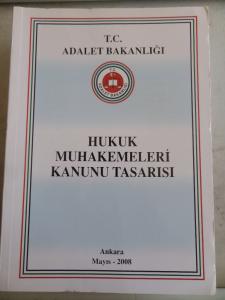 T.C.
ADALET BAKANLIĞI
HUKUK
MUHAKEMELERİ
KANUNU TASARISI
Ankara
Mayıs - 2008